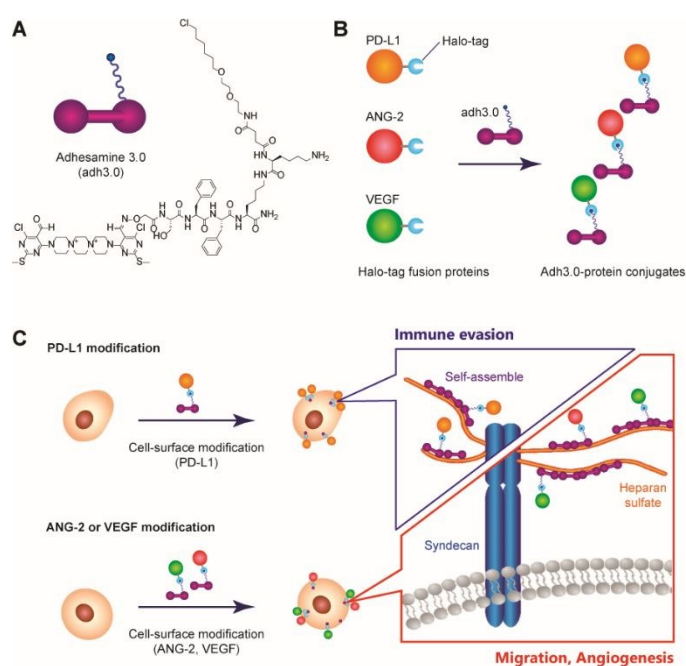 A
Adhesamine 3.0
(adh3.0)
Cl
O
O
NH
O
O
HN
NH2
O
HN
O
Cl
H
N
N
N
N
N+
N+
N
S
N
O
Cl
N
N
N
S
O
O
N
H
HO
O
H
N
O
N
H
O
H
N
O
NH2
B
PD-L1
Halo-tag
ANG-2
adh3.0
VEGF
Halo-tag fusion proteins
Adh3.0-protein conjugates
C
PD-L1 modification
Cell-surface modification
(PD-L1)
Immune evasion
Self-assemble
Heparan
sulfate
Syndecan
ANG-2 or VEGF modification
Cell-surface modification
(ANG-2, VEGF)
Migration, Angiogenesis